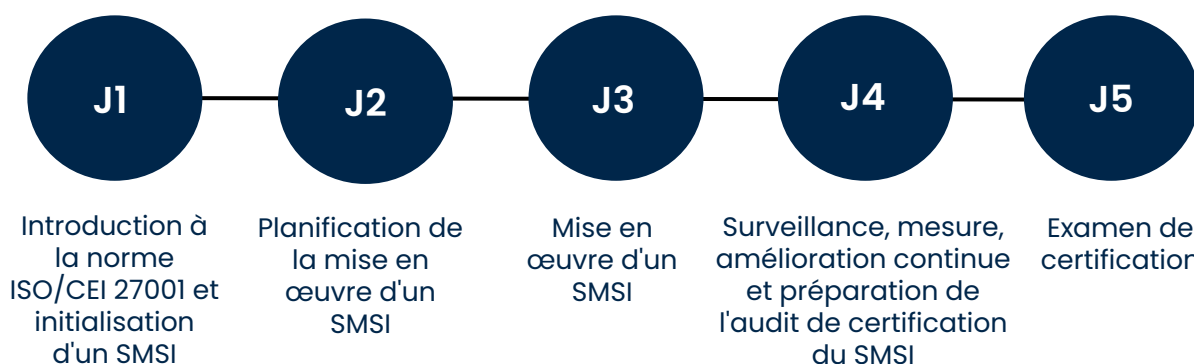 J1
J2
J3
J4
J5
Introduction à
la norme
ISO/CEI 27001 et
initialisation
d'un SMSI
Planification de
la mise en
œuvre d'un
SMSI
Mise en
œuvre d'un
SMSI
Surveillance, mesure,
amélioration continue
et préparation de
l'audit de certification
du SMSI
Examen de
certification